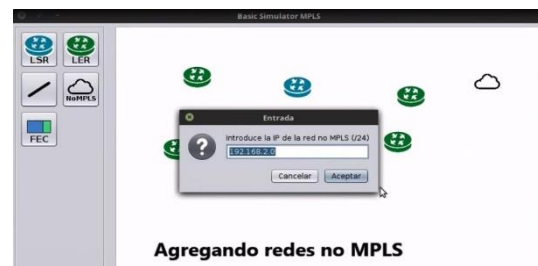 Basic Simulator MPLS
LSR
LER
NoMPLS
FEC
Entrada
Introduce la IP de la red no MPLS (/24)
192.168.2.0
Cancelar
Aceptar
Agregando redes no MPLS